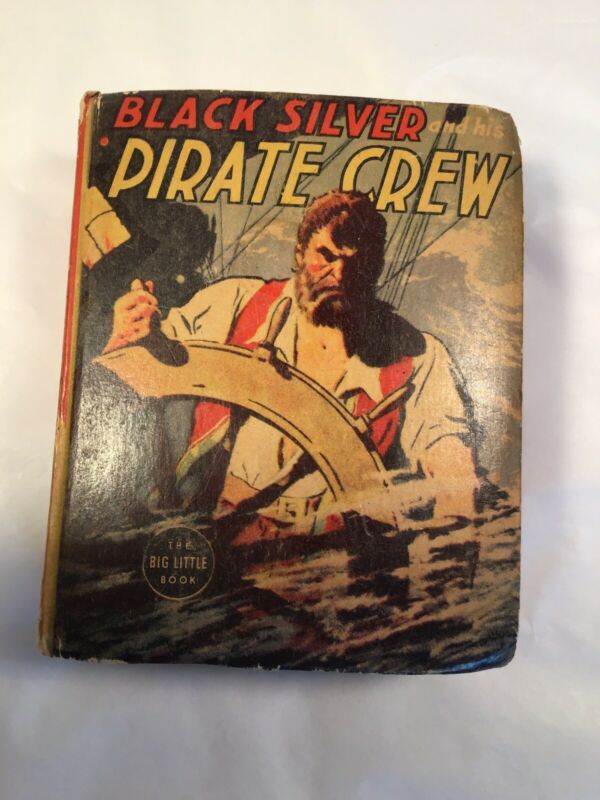 BLACK SILVER and his
PIRATE CREW
THE
BIG LITTLE
BOOK